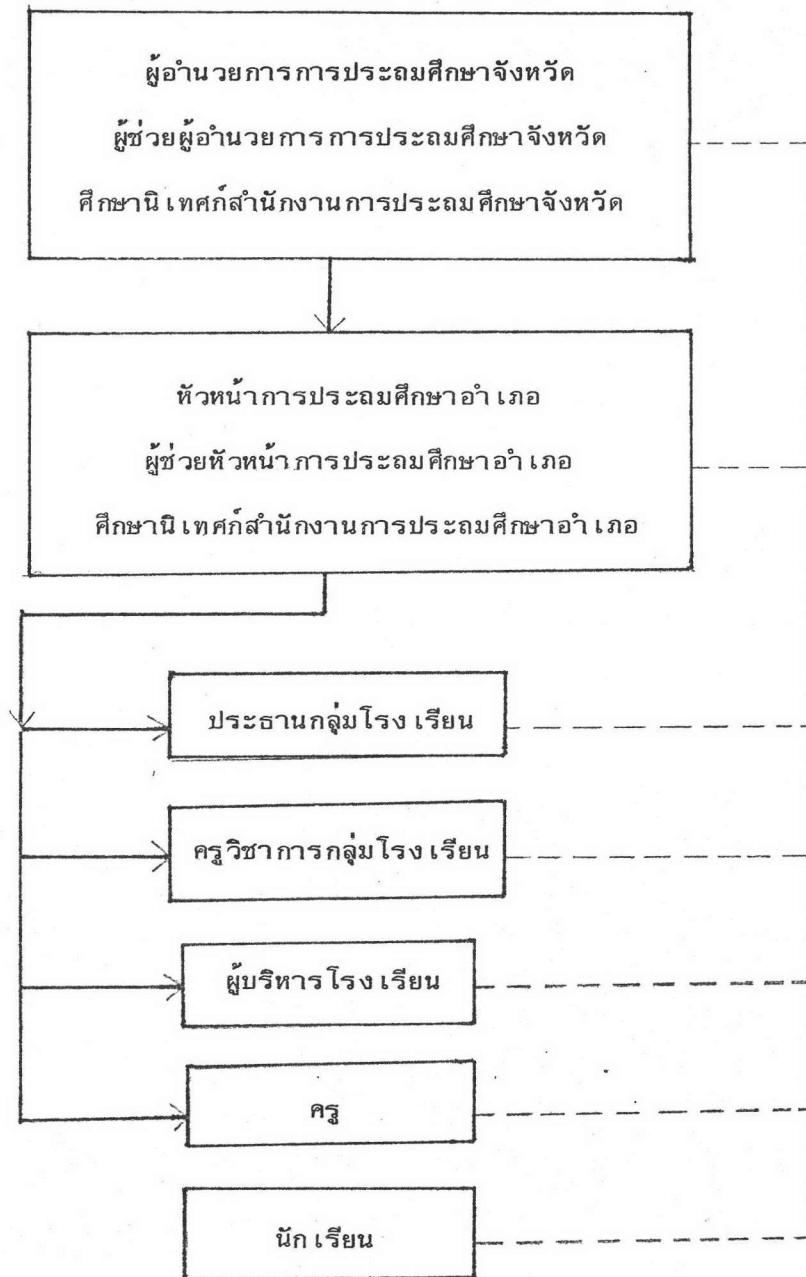 ผู้อำนวยการการประถมศึกษาจังหวัด
ผู้ช่วยผู้อำนวยการการประถมศึกษาจังหวัด
ศึกษานิเทศก์สำนักงานการประถมศึกษาจังหวัด
หัวหน้าการประถมศึกษาอำเภอ
ผู้ช่วยหัวหน้าการประถมศึกษาอำเภอ
ศึกษานิเทศก์สำนักงานการประถมศึกษาอำเภอ
ประธานกลุ่มโรงเรียน
ครูวิชาการกลุ่มโรงเรียน
ผู้บริหารโรงเรียน
ครู
นักเรียน